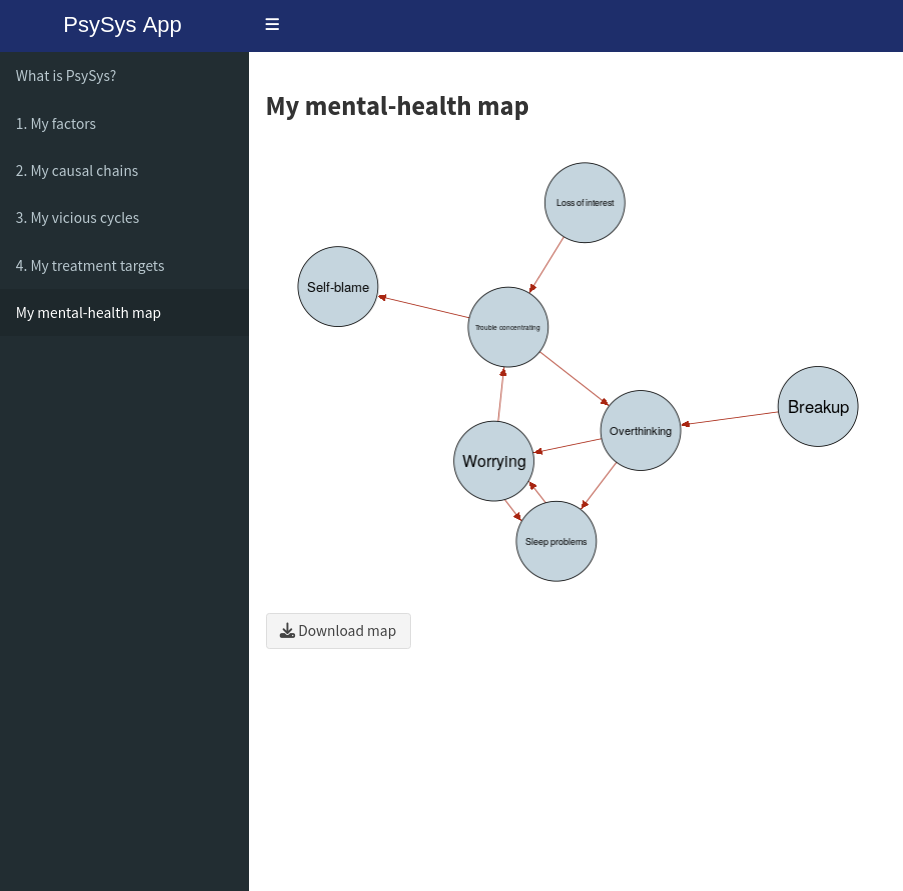 PsySys App
What is PsySys?
1. My factors
2. My causal chains
3. My vicious cycles
4. My treatment targets
My mental-health map
My mental-health map
Loss of interest
Self-blame
Trouble concentrating
Breakup
Overthinking
Worrying
Sleep problems
Download map